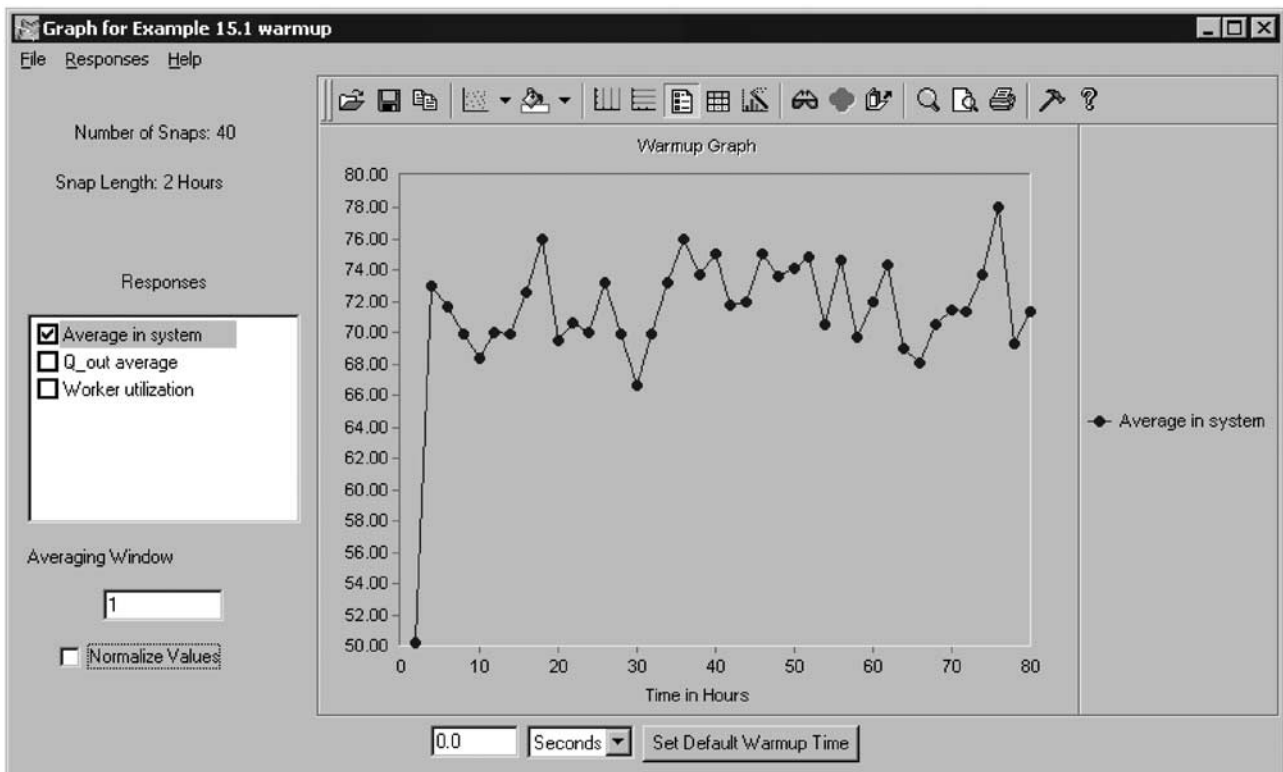 Graph for Example 15.1 warmup
File Responses Help
Number of Snaps: 40
Snap Length: 2 Hours
Responses
Average in system
Q_out average
Worker utilization
Averaging Window
1
Normalize Values
Warmup Graph
80.00
78.00
76.00
74.00
72.00
70.00
68.00
66.00
64.00
62.00
60.00
58.00
56.00
54.00
52.00
50.00
0 10 20 30 40 50 60 70 80
Time in Hours
Average in system
0.0 Seconds Set Default Warmup Time